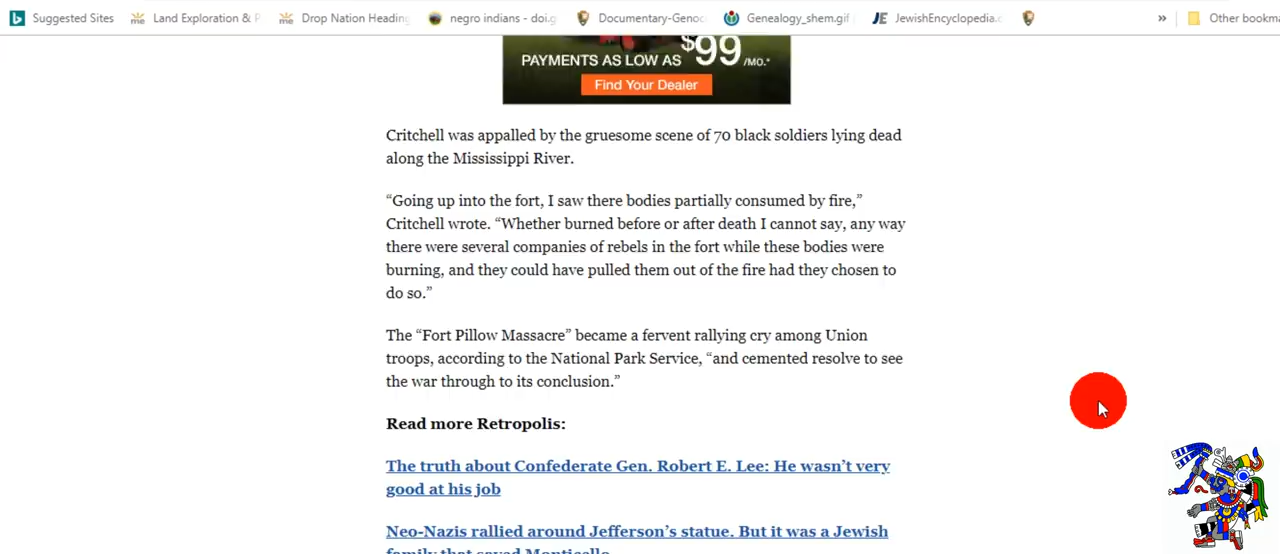 Suggested Sites
Land Exploration & P
Drop Nation Heading
negro indians - doi.g
Documentary-Genoc
Genealogy_shem.gif
JewishEncyclopedia.c
»
Other bookma
PAYMENTS AS LOW AS $99 /MO.*
Find Your Dealer
Critchell was appalled by the gruesome scene of 70 black soldiers lying dead
along the Mississippi River.
“Going up into the fort, I saw there bodies partially consumed by fire,”
Critchell wrote. “Whether burned before or after death I cannot say, any way
there were several companies of rebels in the fort while these bodies were
burning, and they could have pulled them out of the fire had they chosen to
do so.”
The “Fort Pillow Massacre” became a fervent rallying cry among Union
troops, according to the National Park Service, “and cemented resolve to see
the war through to its conclusion.”
Read more Retropolis:
The truth about Confederate Gen. Robert E. Lee: He wasn’t very
good at his job
Neo-Nazis rallied around Jefferson’s statue. But it was a Jewish
family that saved Monticello